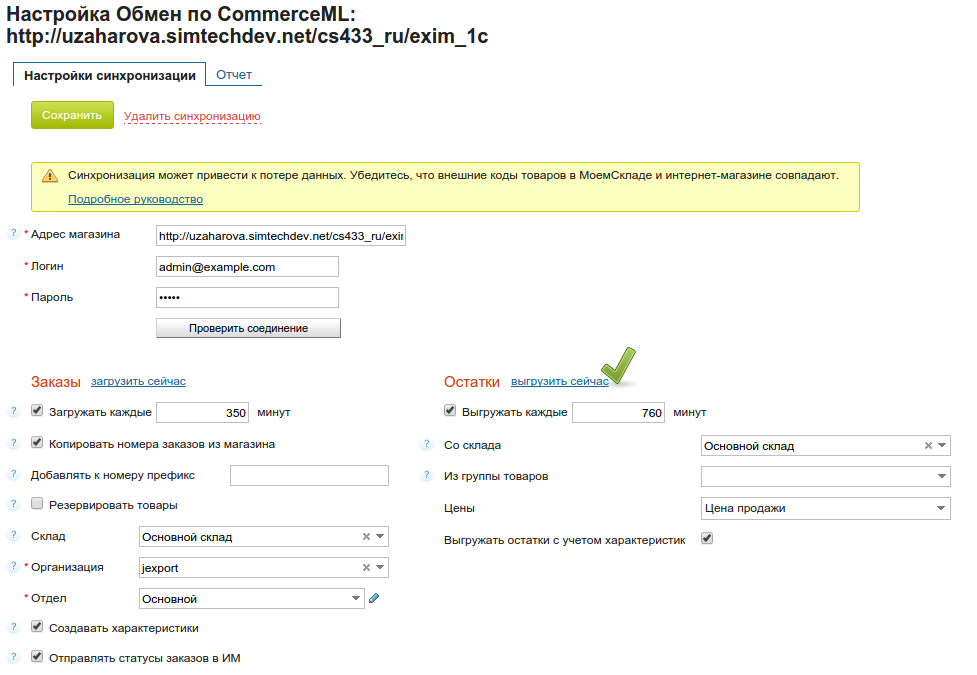 Настройка Обмен по CommerceML:
http://uzaharova.simtechdev.net/cs433_ru/exim_1c
Настройки синхронизации Отчет
Сохранить Удалить синхронизацию
Синхронизация может привести к потере данных. Убедитесь, что внешние коды товаров в МоемСкладе и интернет-магазине совпадают.
Подробное руководство
? * Адрес магазина http://uzaharova.simtechdev.net/cs433_ru/exin
* Логин admin@example.com
* Пароль •••••
Проверить соединение
Заказы загрузить сейчас
? Загружать каждые 350 минут
? Копировать номера заказов из магазина
? Добавлять к номеру префикс
? Резервировать товары
? Склад Основной склад
? * Организация jexport
* Отдел Основной
? Создавать характеристики
? Отправлять статусы заказов в ИМ
Остатки выгрузить сейчас
Выгружать каждые 760 минут
? Со склада Основной склад
? Из группы товаров
Цены Цена продажи
Выгружать остатки с учетом характеристик